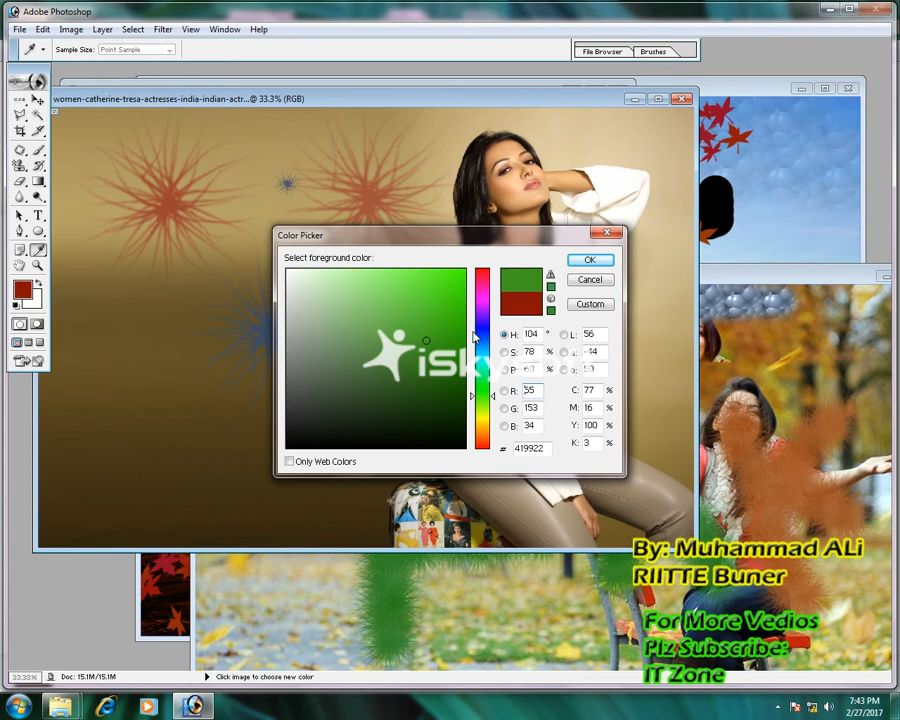 Adobe Photoshop
File Edit Image Layer Select Filter View Window Help
Sample Size: Point Sample
File Browser Brushes
women-catherine-tresa-actresses-india-indian-actr...@ 33.3% (RGB)
Color Picker
Select foreground color:
OK
Cancel
Custom
H: 104 °
L: 56
S: 78 %
a: -44
%
R:
C: 77 %
G: 153
M: 16 %
B: 34
Y: 100 %
K: 3 %
# 419922
Only Web Colors
By: Muhammad ALi
RIITTE Buner
For More Vedios
Plz Subscribe:
IT Zone
33.33% Doc: 15.1M/15.1M Click image to choose new color
7:43 PM
2/27/2017